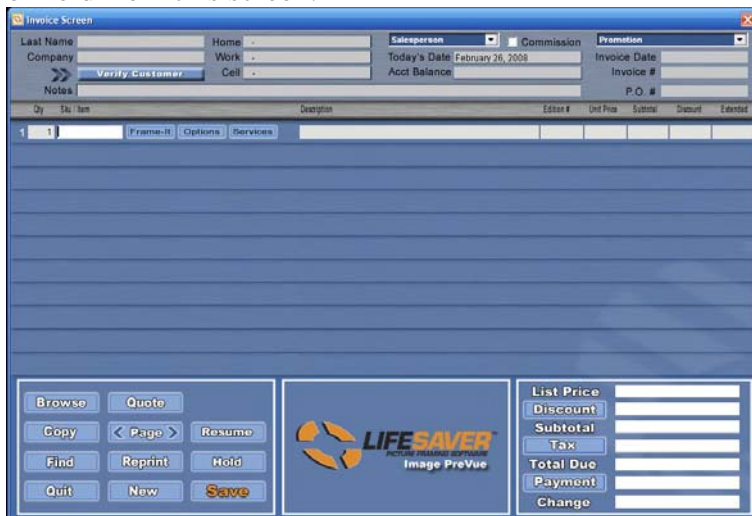 Invoice Screen
Last Name Home - Salesperson Commission Promotion
Company Work - Today's Date February 26, 2008 Invoice Date
>> Verify Customer Cell - Acct Balance Invoice #
Notes P.O. #
Qty Sku / Item Description Edition # Unit Price Subtotal Discount Extended
1 1 Frame-It Options Services
Browse Quote
Copy < Page > Resume
Find Reprint Hold
Quit New Save
LIFESAVER
PICTURE FRAMING SOFTWARE
Image PreVue
List Price
Discount
Subtotal
Tax
Total Due
Payment
Change